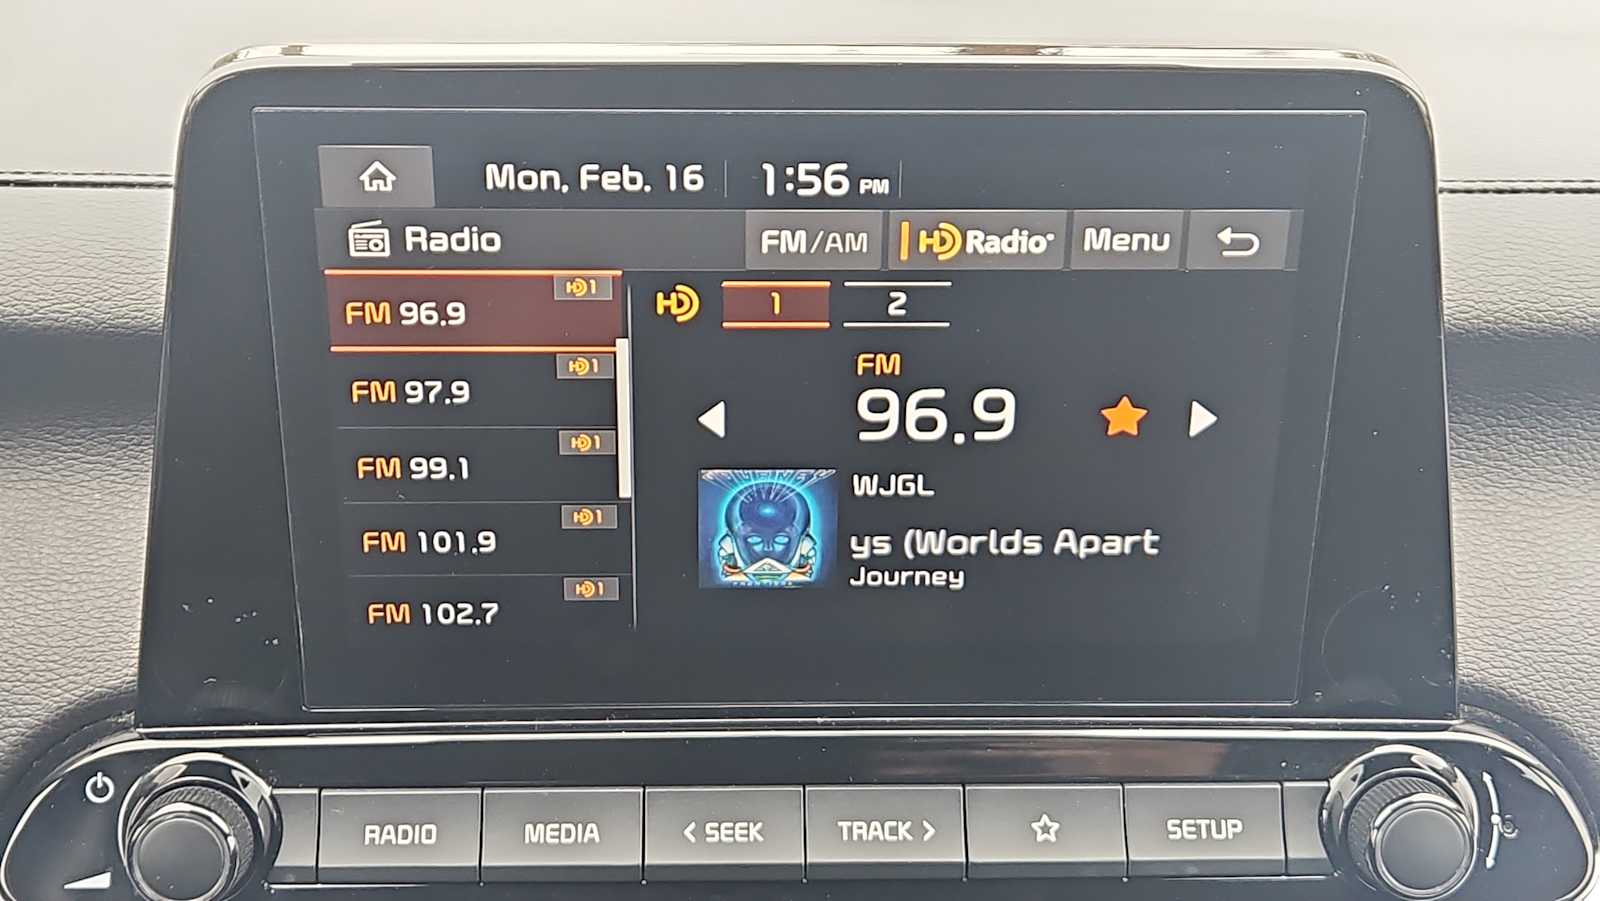 Mon, Feb. 16 1:56 PM
Radio FM/AM HD Radio Menu
HD1
FM 96.9
HD1
FM 97.9
HD1
FM 99.1
HD1
FM 101.9
HD1
FM 102.7
HD 1 2
FM
96.9
JOURNEY
FRONTIERS
WJGL
ys (Worlds Apart
Journey
RADIO MEDIA < SEEK TRACK > SETUP